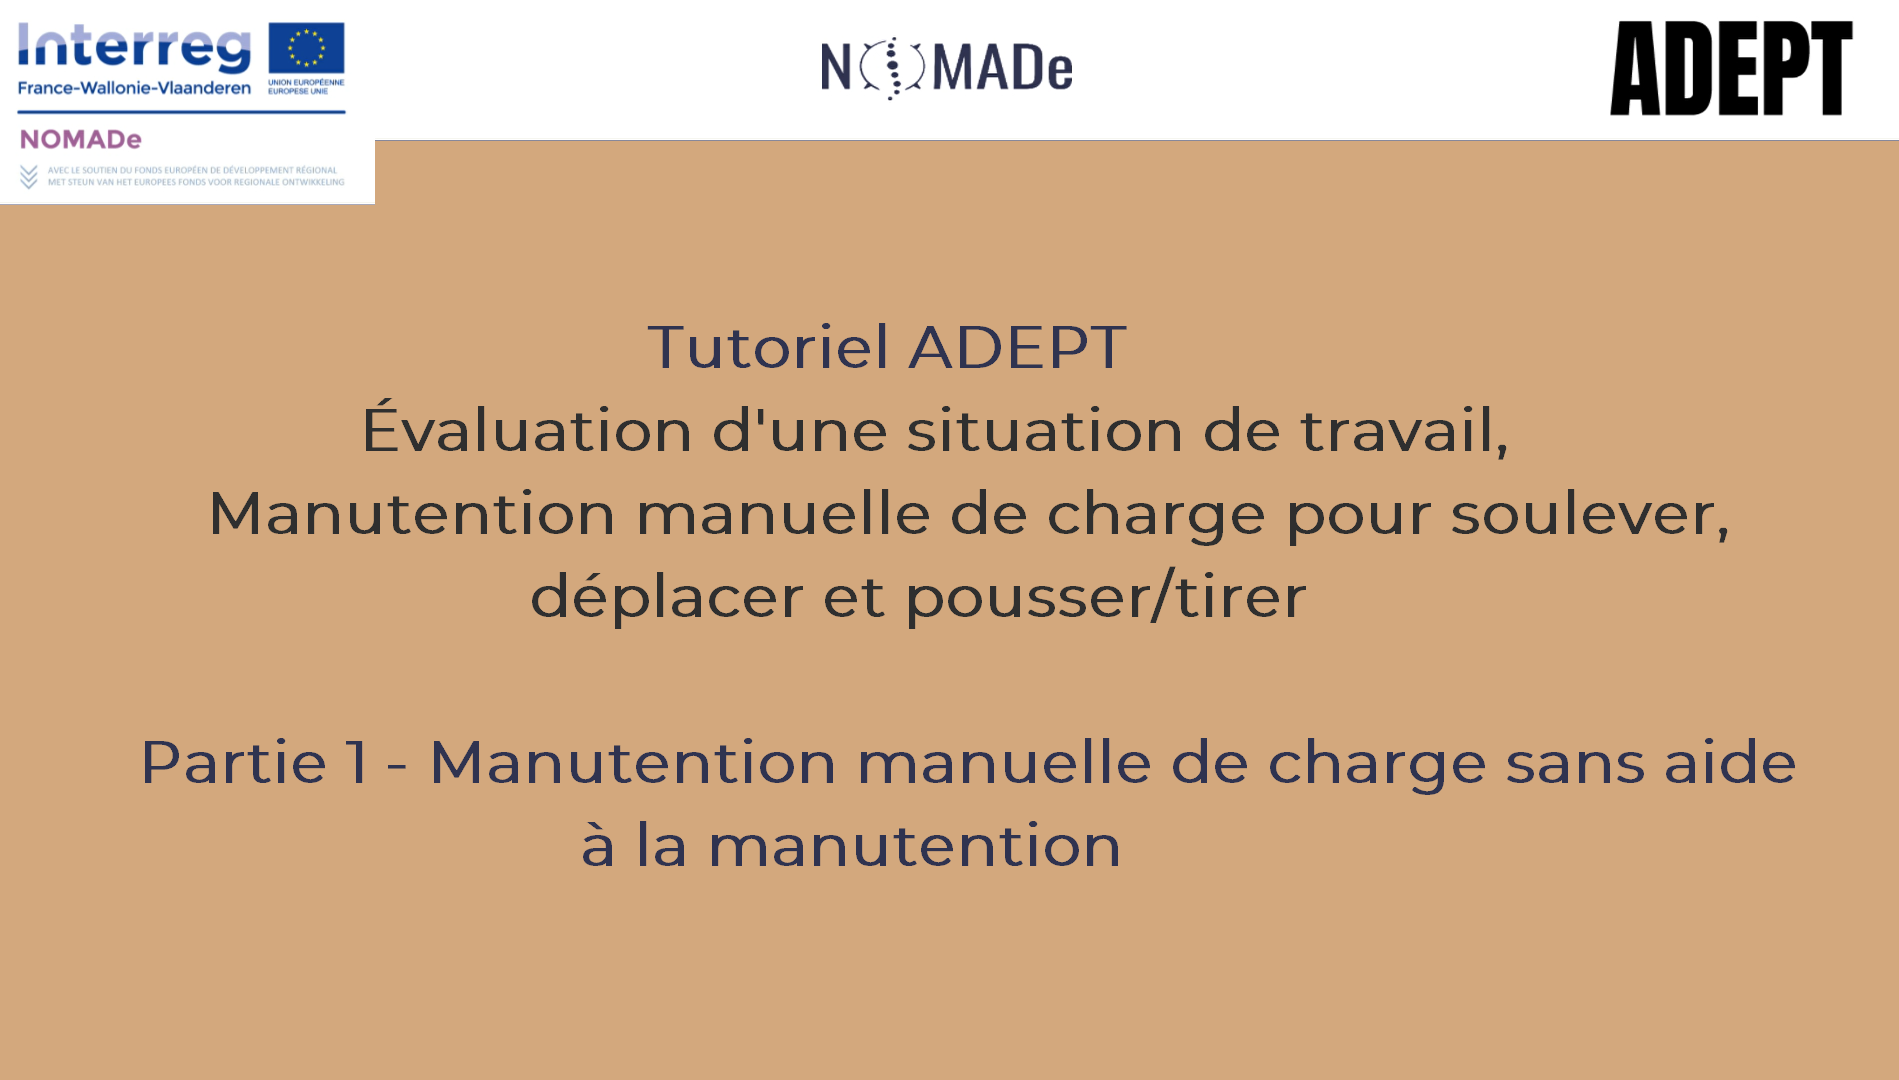 Interreg
France-Wallonie-Vlaanderen
UNION EUROPÉENNE
EUROPESE UNIE
NOMADe
AVEC LE SOUTIEN DU FONDS EUROPÉEN DE DÉVELOPPEMENT RÉGIONAL
MET STEUN VAN HET EUROPEES FONDS VOOR REGIONALE ONTWIKKELING
NOMADe
ADEPT
Tutoriel ADEPT
Évaluation d'une situation de travail,
Manutention manuelle de charge pour soulever,
déplacer et pousser/tirer
Partie 1 - Manutention manuelle de charge sans aide
à la manutention